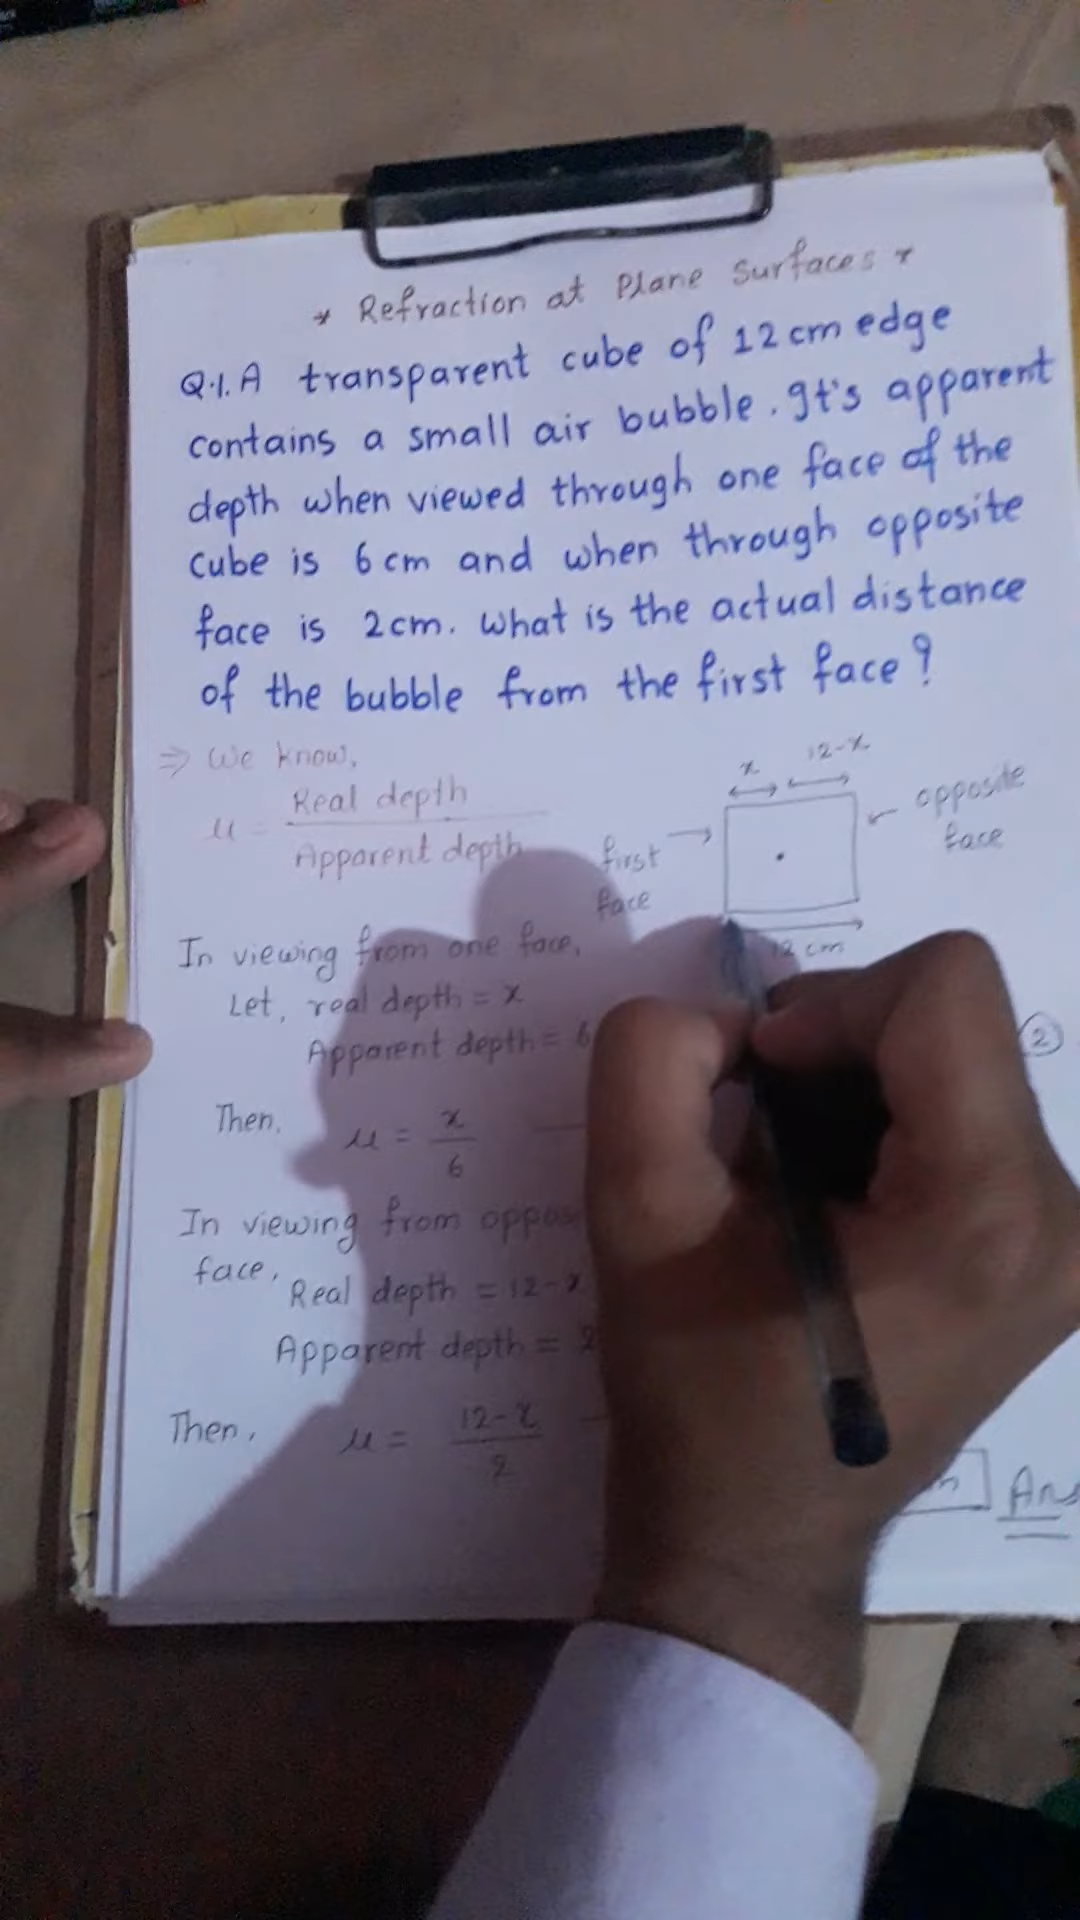 * Refraction at Plane Surfaces *
Q.1. A transparent cube of 12 cm edge
contains a small air bubble. It's apparent
depth when viewed through one face of the
cube is 6 cm and when through opposite
face is 2cm. What is the actual distance
of the bubble from the first face?
⇒ We know,
μ = Real depth
Apparent depth
x
12-x
first
face
opposite
face
12 cm
In viewing from one face,
Let, real depth = x
Apparent depth = 6
②
Then, μ = x
6
In viewing from
face,
Real depth = 12-x
Apparent depth = 2
Then, μ = 12-x
2
Ans